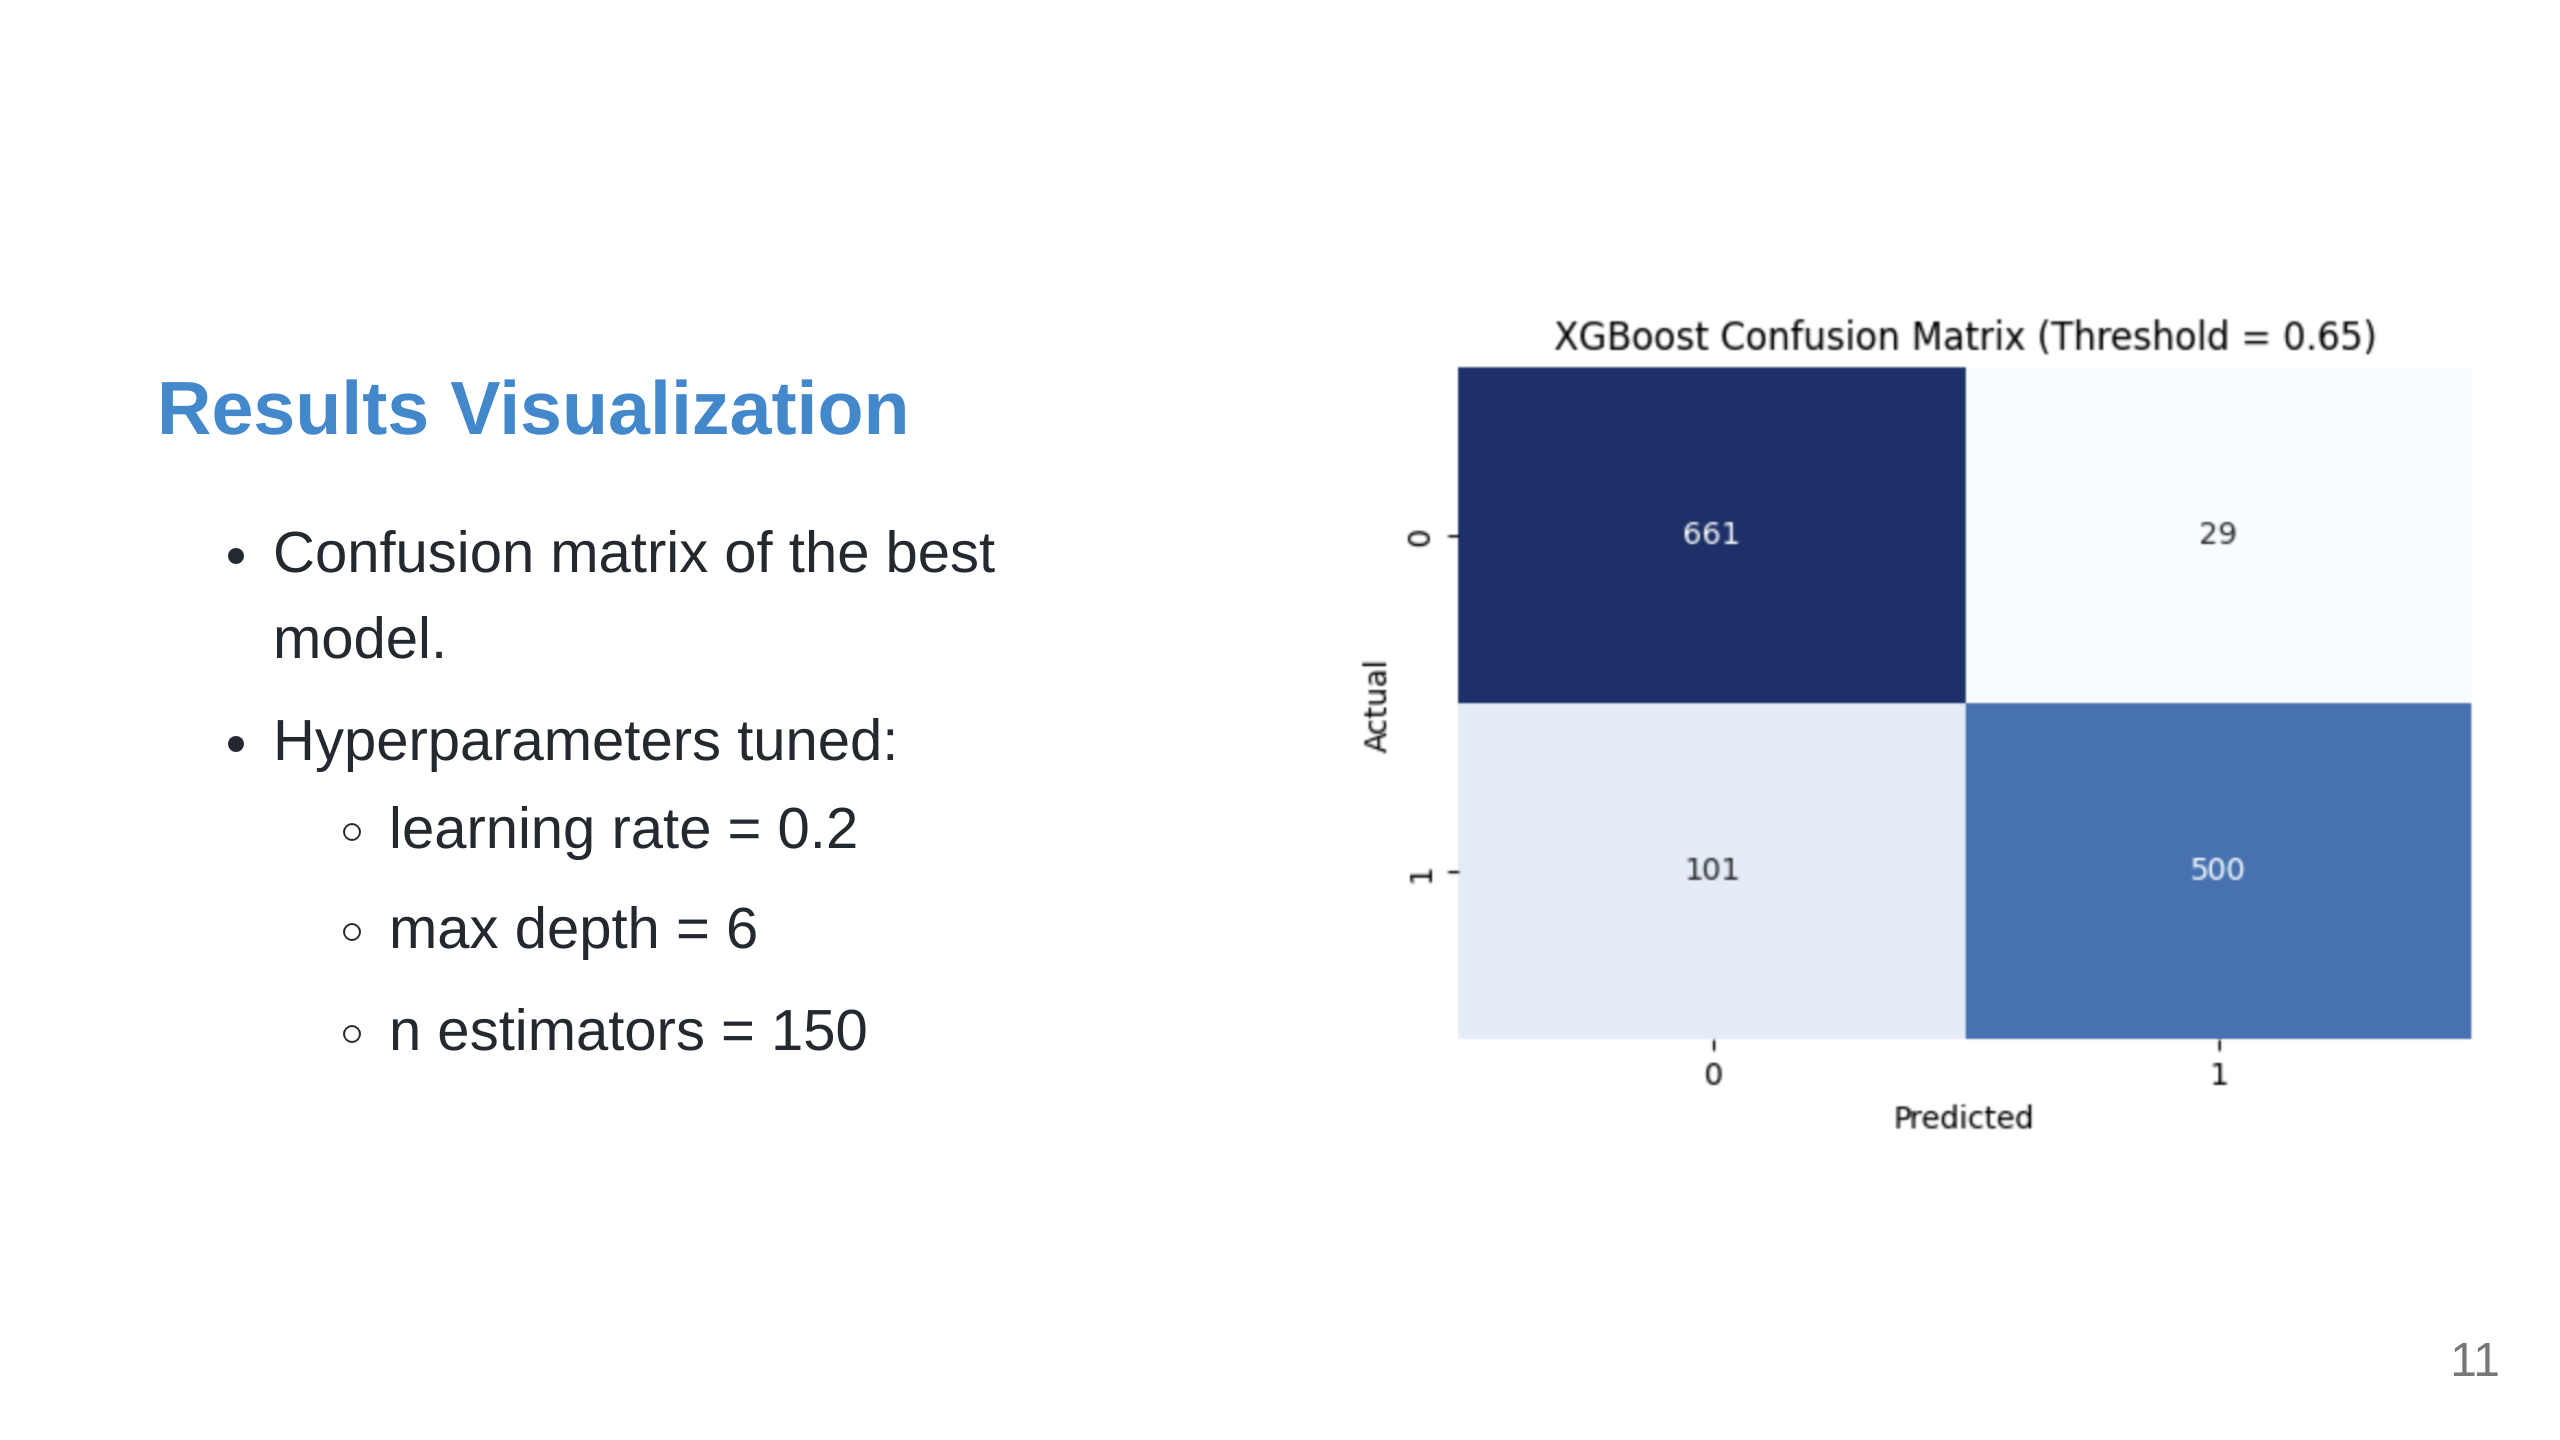 Results Visualization
• Confusion matrix of the best
model.
• Hyperparameters tuned:
◦ learning rate = 0.2
◦ max depth = 6
◦ n estimators = 150
XGBoost Confusion Matrix (Threshold = 0.65)
Actual
0
661
29
1
101
500
0
1
Predicted
11